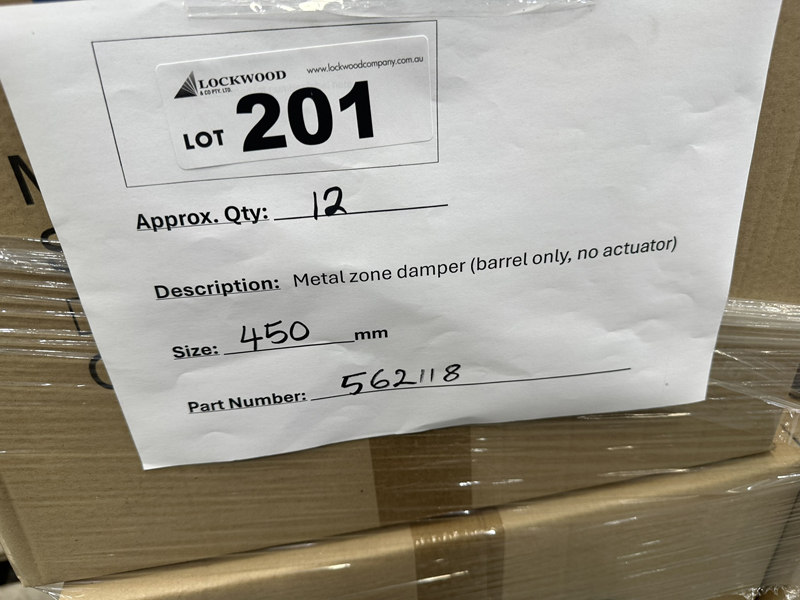 LOCKWOOD
& CO PTY. LTD.
www.lockwoodcompany.com.au
LOT 201
Approx. Qty: 12
Description: Metal zone damper (barrel only, no actuator)
Size: 450 mm
Part Number: 562118